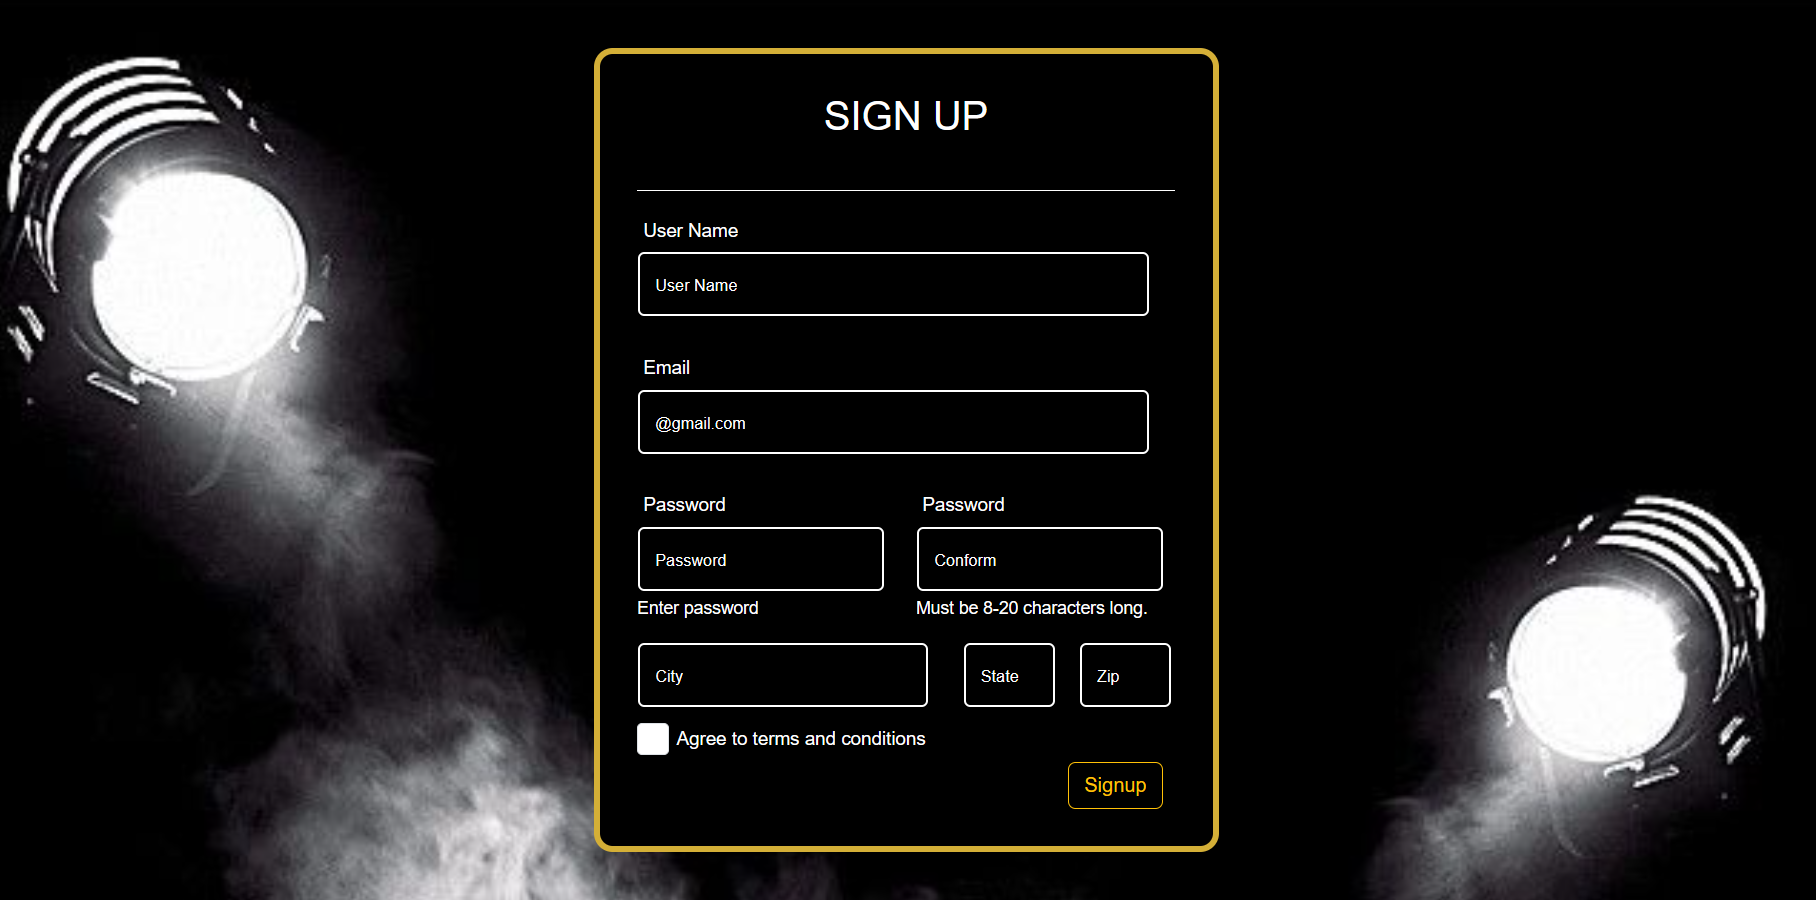 SIGN UP
User Name
User Name
Email
@gmail.com
Password Password
Password Conform
Enter password Must be 8-20 characters long.
City State Zip
Agree to terms and conditions
Signup